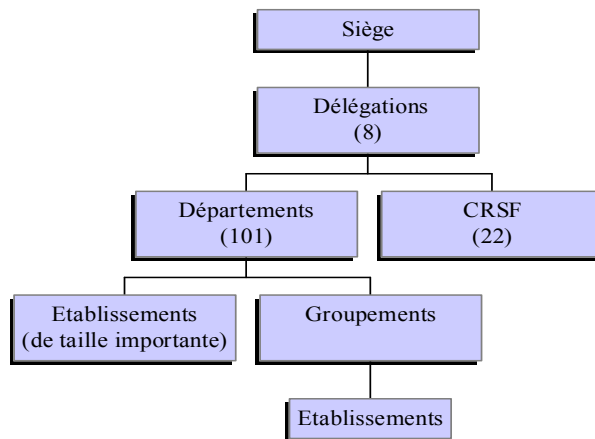 Siège
Délégations
(8)
Départements
(101)
CRSF
(22)
Etablissements
(de taille importante)
Groupements
Etablissements